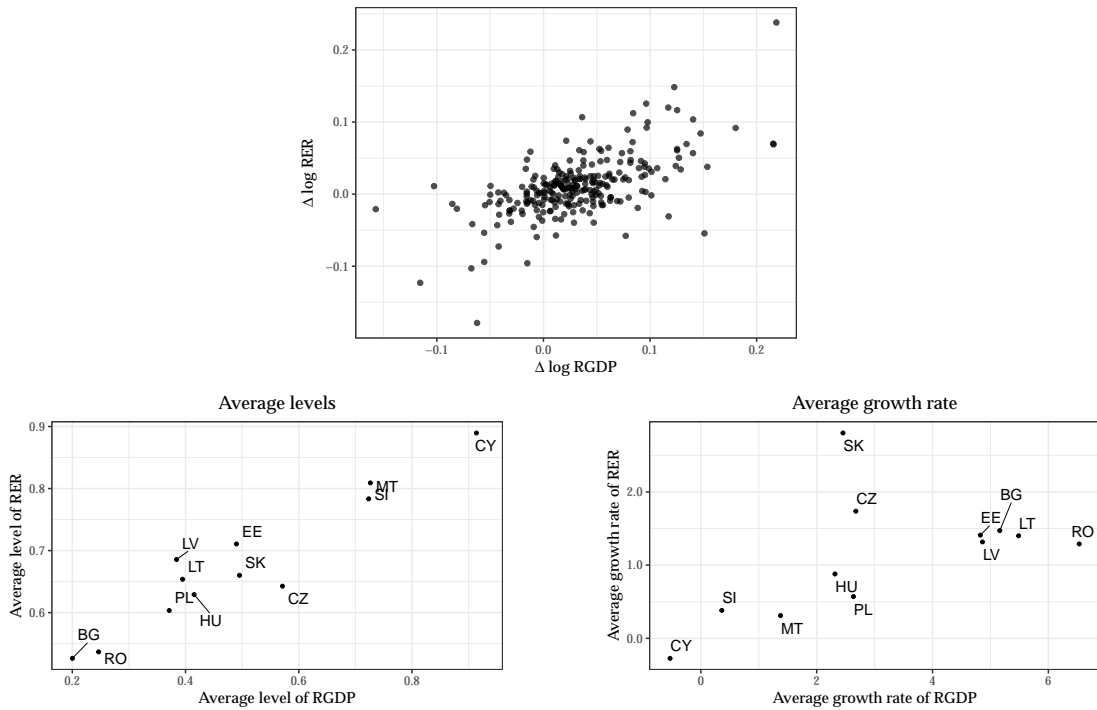 0.2
0.1
0.0
−0.1
Δ log RER
−0.1 0.0 0.1 0.2
Δ log RGDP
Average levels
0.9
0.8
0.7
0.6
Average level of RER
CY
MT
SI
EE
LV
SK
LT
CZ
PL
HU
BG
RO
0.2 0.4 0.6 0.8
Average level of RGDP
Average growth rate
2.0
1.0
0.0
Average growth rate of RER
SK
CZ
BG
EE
LT
RO
LV
HU
PL
SI
MT
CY
0 2 4 6
Average growth rate of RGDP